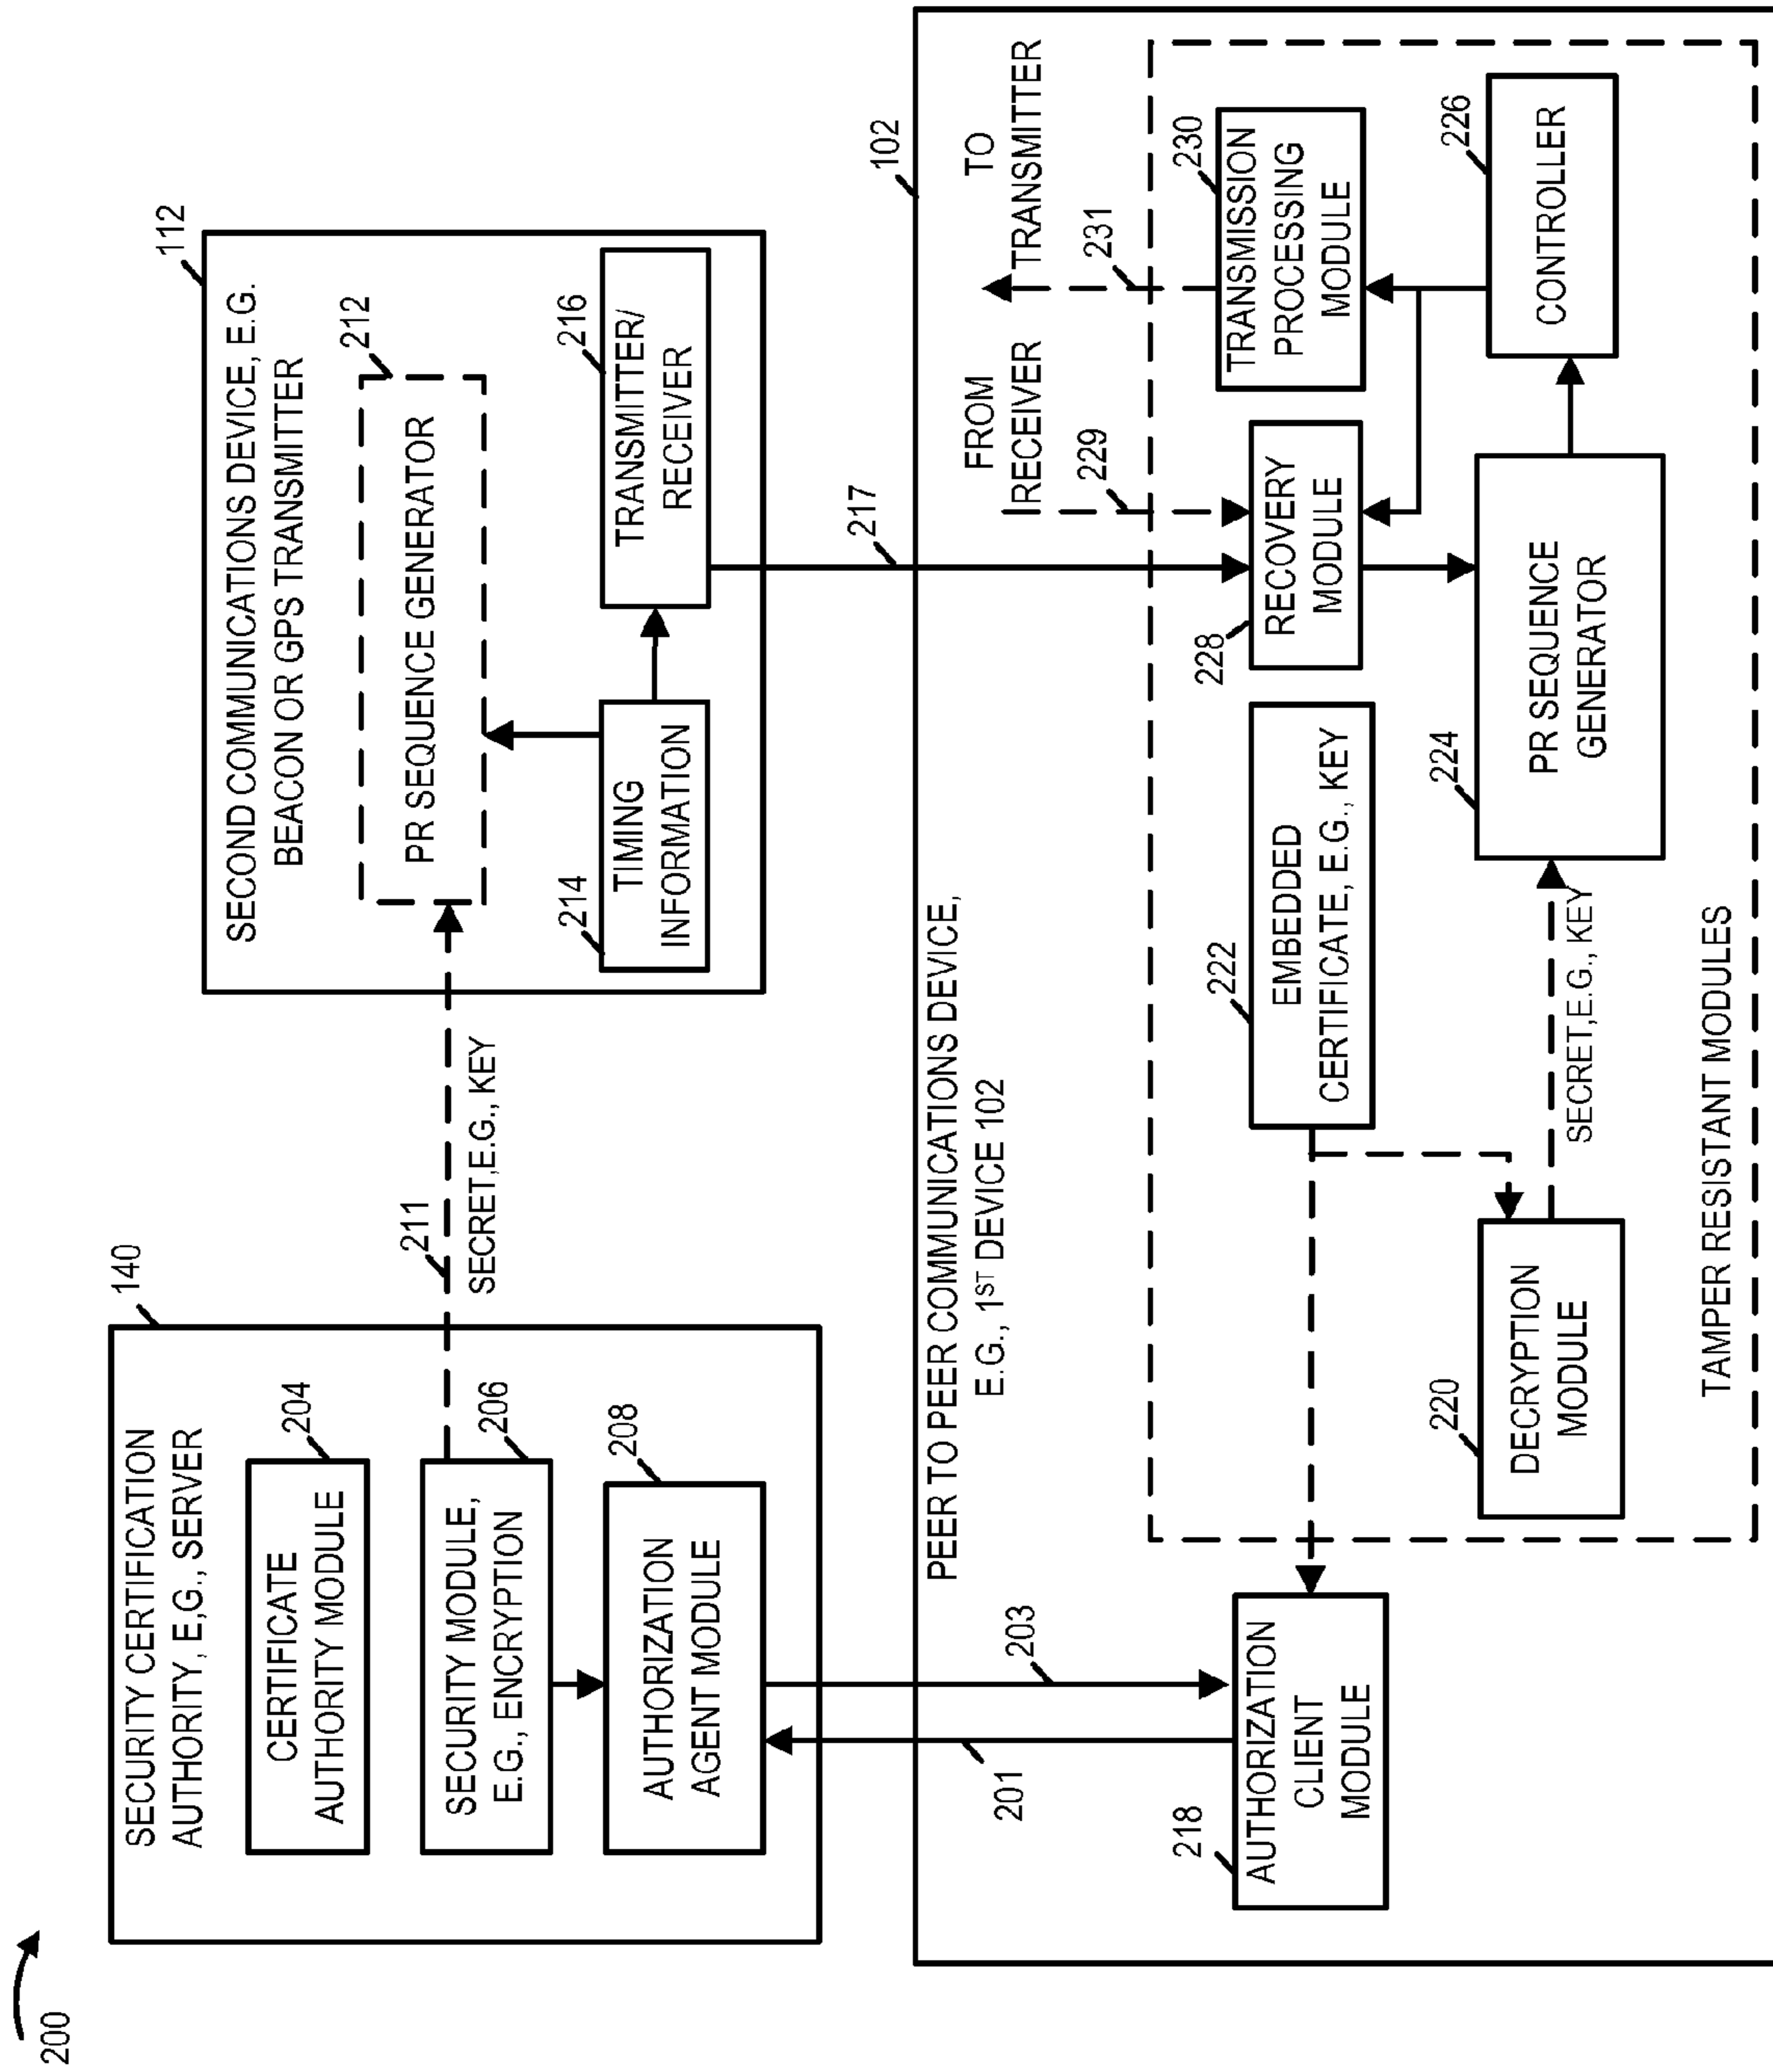 200
SECURITY CERTIFICATION
AUTHORITY, E,G., SERVER
140
CERTIFICATE
AUTHORITY MODULE
204
SECURITY MODULE,
E.G., ENCRYPTION
206
AUTHORIZATION
AGENT MODULE
208
211
SECRET,E.G., KEY
SECOND COMMUNICATIONS DEVICE, E.G.
BEACON OR GPS TRANSMITTER
112
PR SEQUENCE GENERATOR
212
214
TIMING
INFORMATION
TRANSMITTER/
RECEIVER
216
217
201
203
PEER TO PEER COMMUNICATIONS DEVICE,
E.G., 1ST DEVICE 102
102
218
AUTHORIZATION
CLIENT
MODULE
220
DECRYPTION
MODULE
222
EMBEDDED
CERTIFICATE, E.G., KEY
SECRET,E.G., KEY
224
PR SEQUENCE
GENERATOR
228
RECOVERY
MODULE
FROM
RECEIVER
229
TO
TRANSMITTER
231
230
TRANSMISSION
PROCESSING
MODULE
226
CONTROLLER
TAMPER RESISTANT MODULES